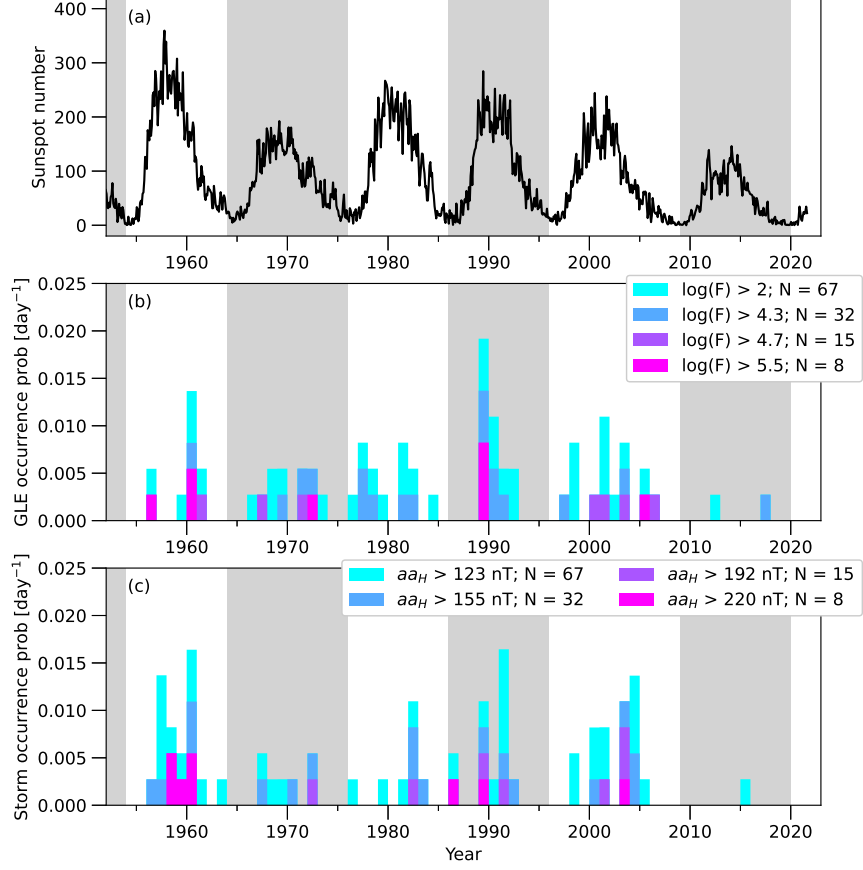 (a)
Sunspot number
400
300
200
100
0
1960 1970 1980 1990 2000 2010 2020
(b)
GLE occurrence prob [day⁻¹]
0.025
0.020
0.015
0.010
0.005
0.000
log(F) > 2; N = 67
log(F) > 4.3; N = 32
log(F) > 4.7; N = 15
log(F) > 5.5; N = 8
1960 1970 1980 1990 2000 2010 2020
(c)
Storm occurrence prob [day⁻¹]
0.025
0.020
0.015
0.010
0.005
0.000
aa_H > 123 nT; N = 67
aa_H > 155 nT; N = 32
aa_H > 192 nT; N = 15
aa_H > 220 nT; N = 8
1960 1970 1980 1990 2000 2010 2020
Year